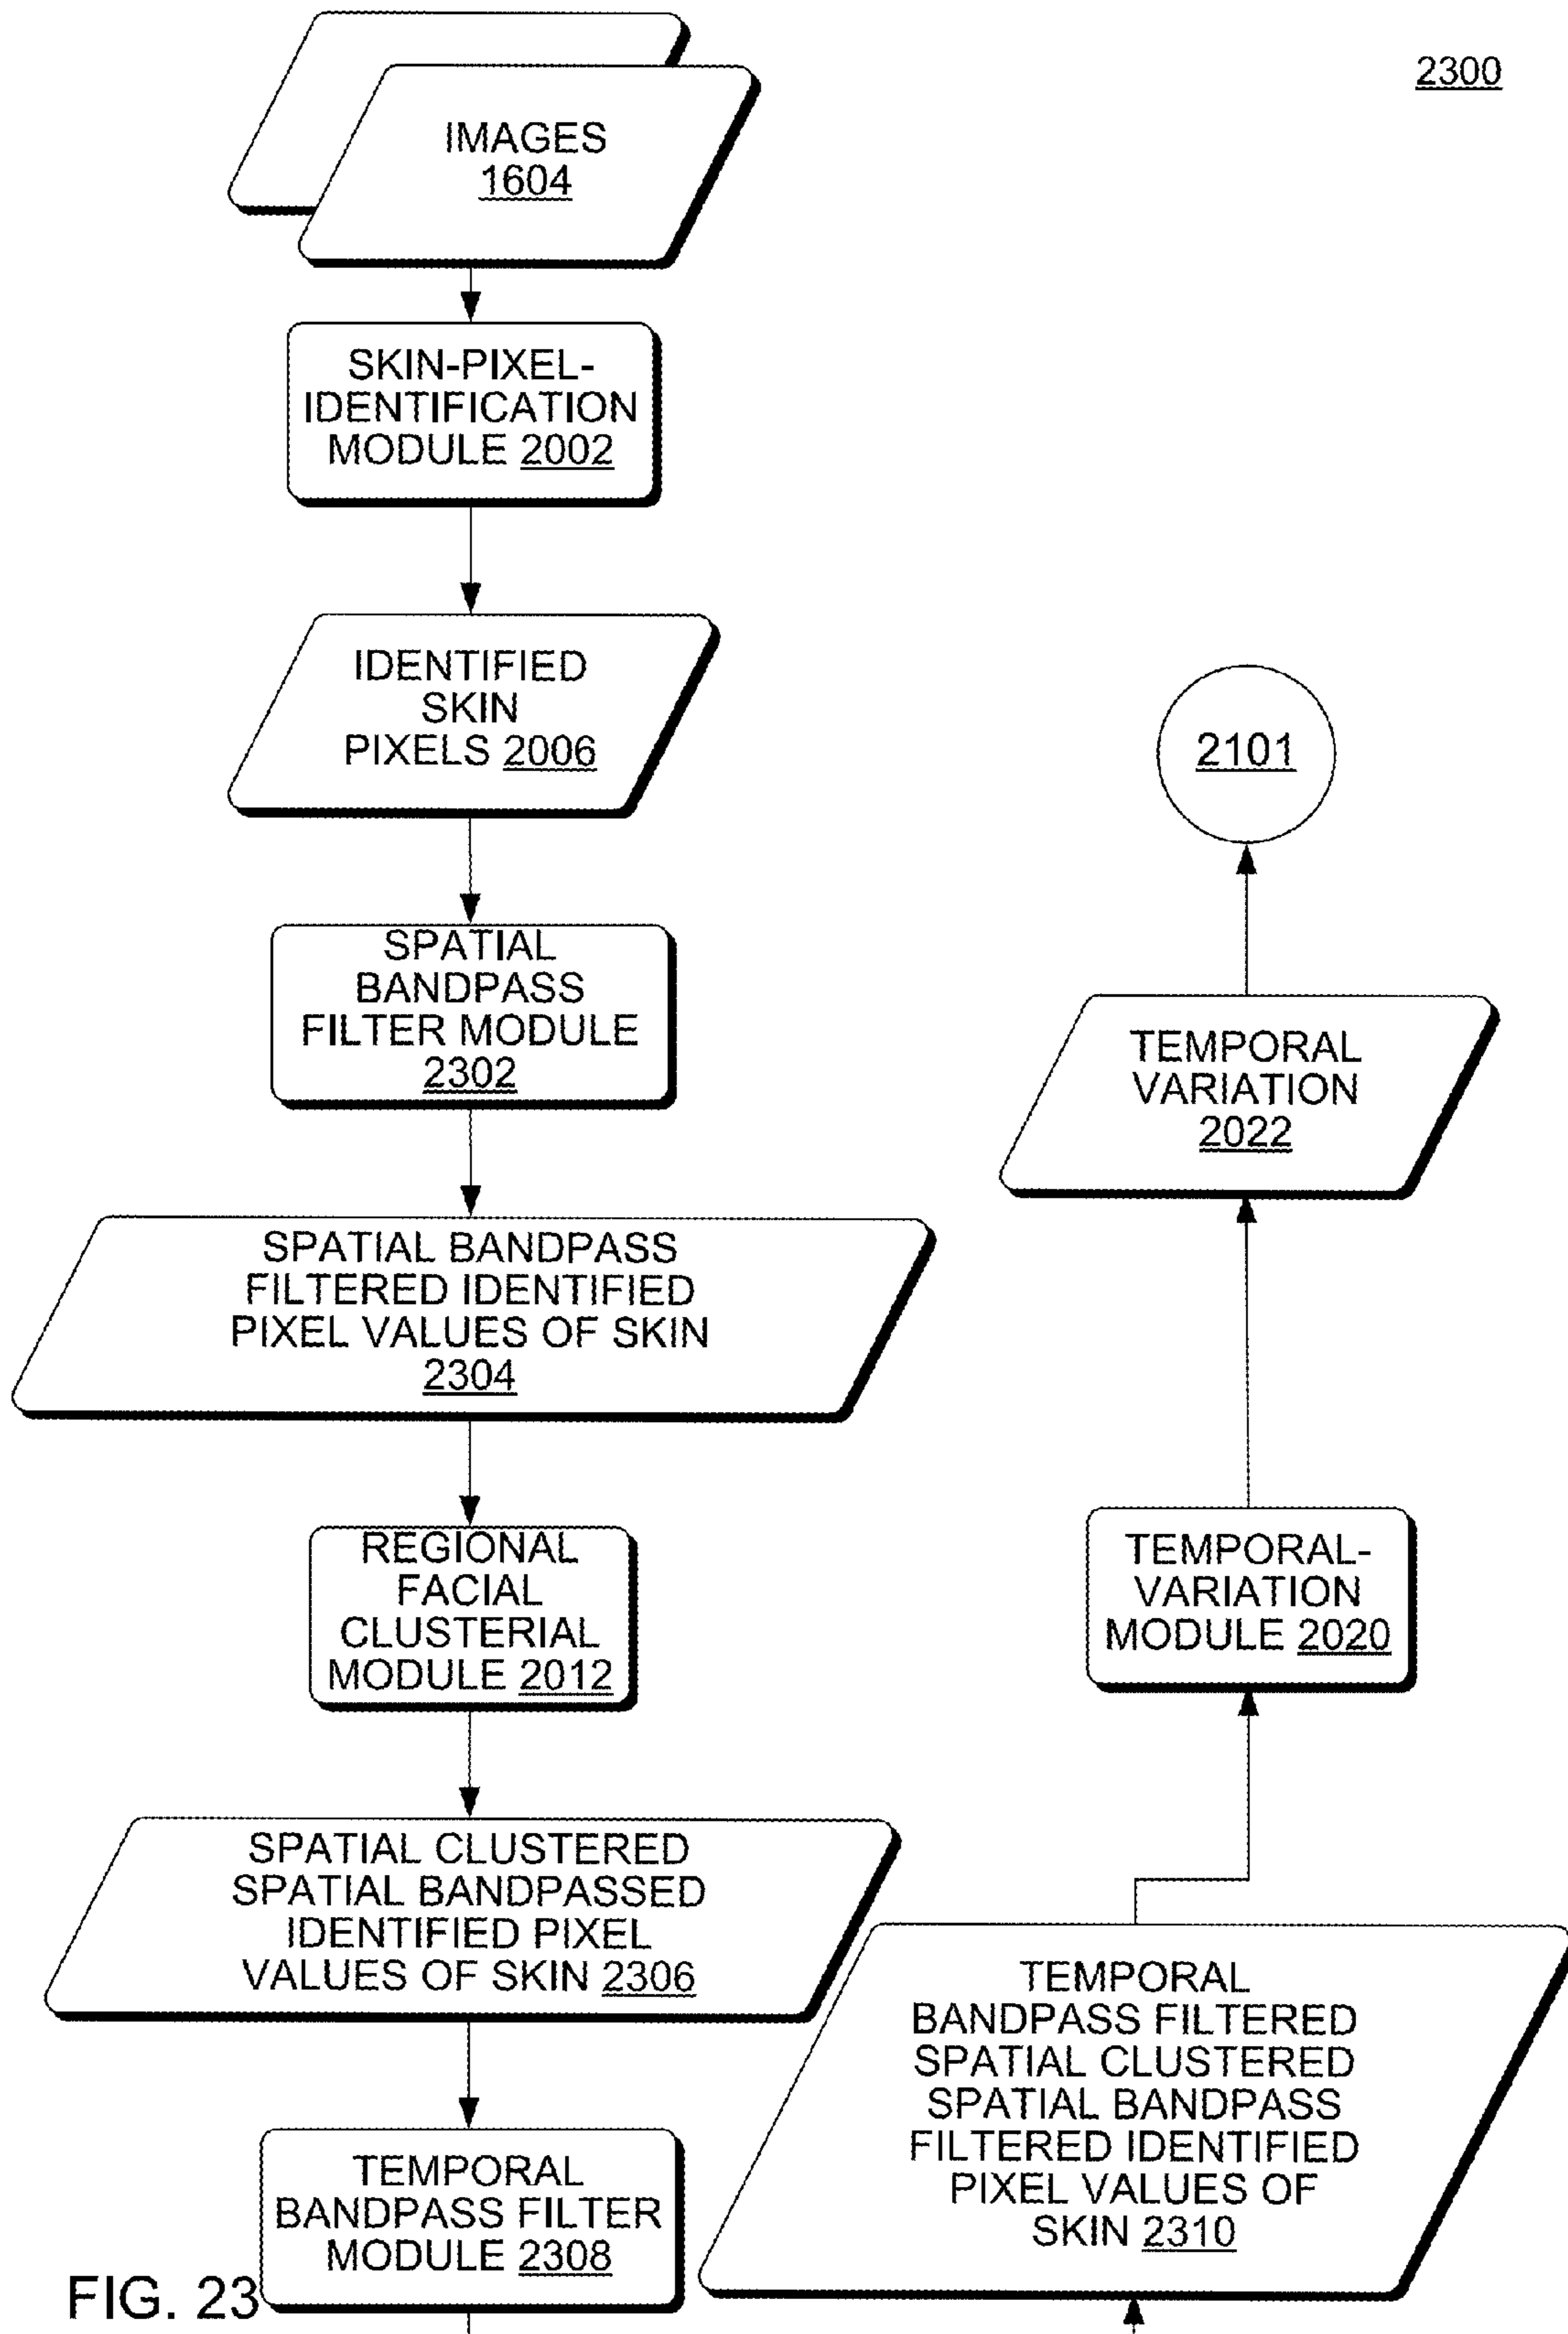 2300
IMAGES
1604
SKIN-PIXEL-
IDENTIFICATION
MODULE 2002
IDENTIFIED
SKIN
PIXELS 2006
SPATIAL
BANDPASS
FILTER MODULE
2302
SPATIAL BANDPASS
FILTERED IDENTIFIED
PIXEL VALUES OF SKIN
2304
REGIONAL
FACIAL
CLUSTERIAL
MODULE 2012
SPATIAL CLUSTERED
SPATIAL BANDPASSED
IDENTIFIED PIXEL
VALUES OF SKIN 2306
TEMPORAL
BANDPASS FILTER
MODULE 2308
TEMPORAL
BANDPASS FILTERED
SPATIAL CLUSTERED
SPATIAL BANDPASS
FILTERED IDENTIFIED
PIXEL VALUES OF
SKIN 2310
TEMPORAL-
VARIATION
MODULE 2020
TEMPORAL
VARIATION
2022
2101
FIG. 23